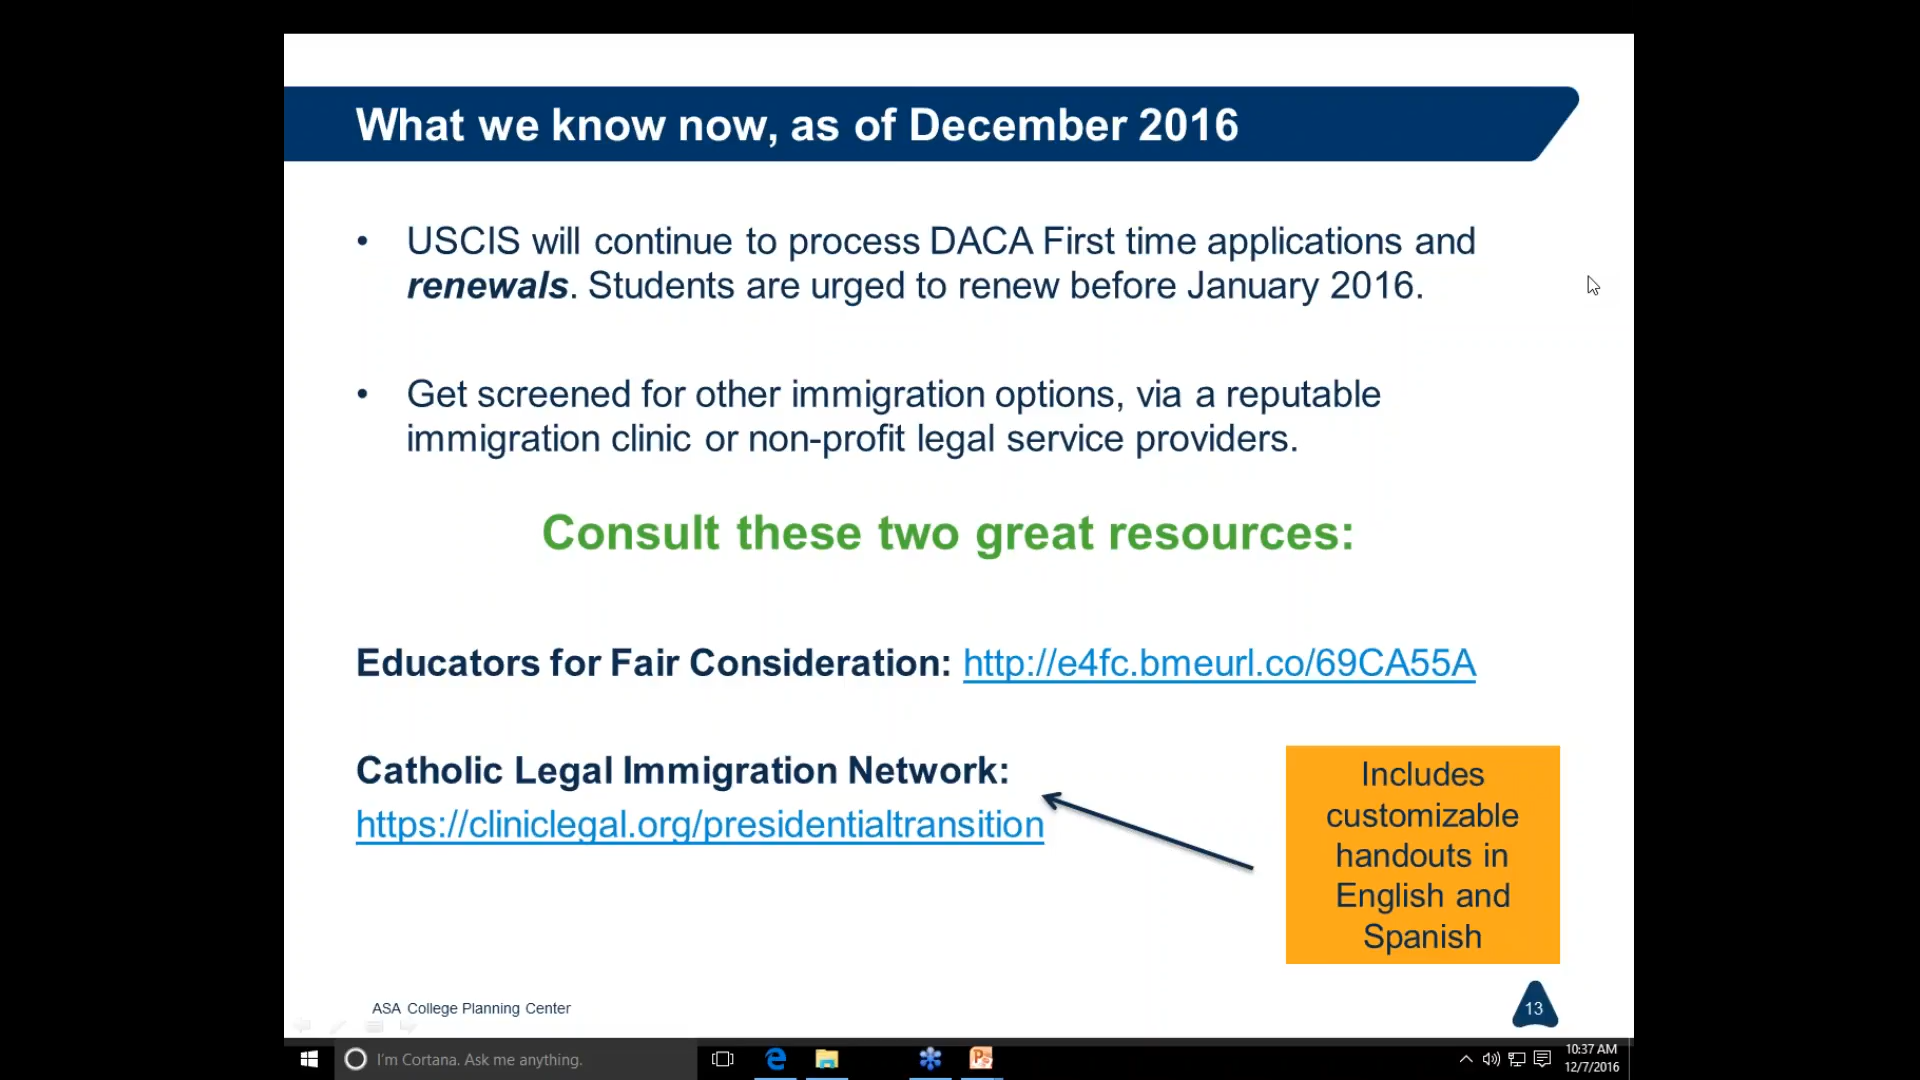 What we know now, as of December 2016
• USCIS will continue to process DACA First time applications and
renewals. Students are urged to renew before January 2016.
• Get screened for other immigration options, via a reputable
immigration clinic or non-profit legal service providers.
Consult these two great resources:
Educators for Fair Consideration: http://e4fc.bmeurl.co/69CA55A
Catholic Legal Immigration Network:
https://cliniclegal.org/presidentialtransition
Includes
customizable
handouts in
English and
Spanish
ASA College Planning Center
13
I'm Cortana. Ask me anything.
10:37 AM
12/7/2016